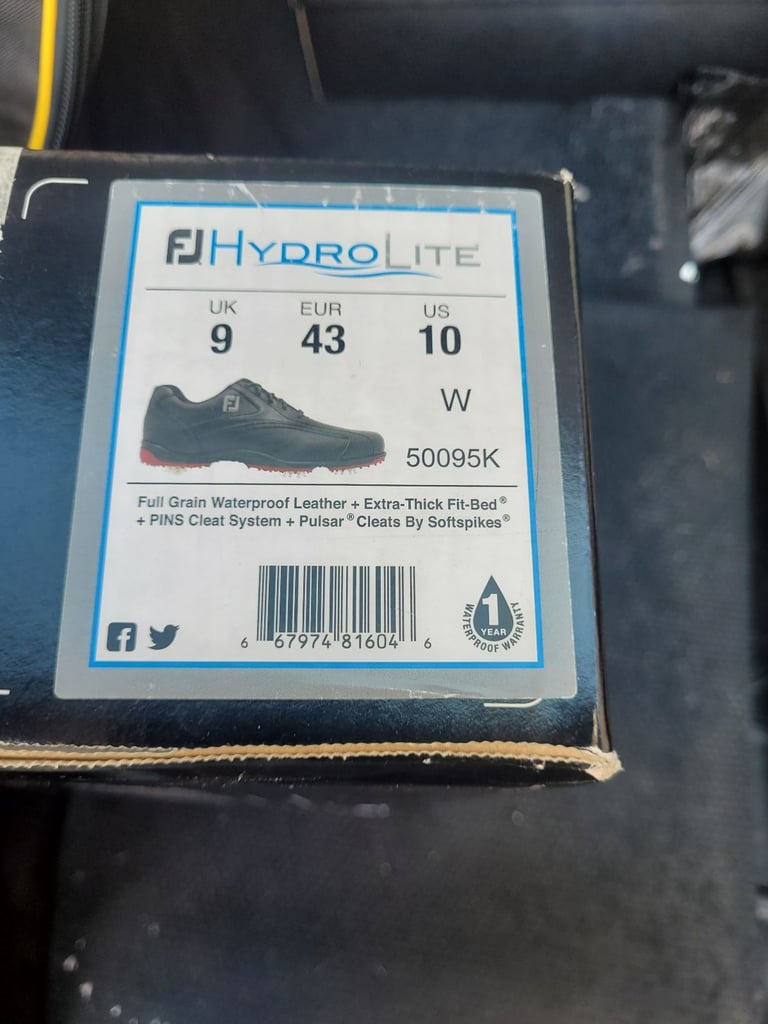 FJ HYDROLITE
UK EUR US
9 43 10
FJ
W
50095K
Full Grain Waterproof Leather + Extra-Thick Fit-Bed®
+ PINS Cleat System + Pulsar® Cleats By Softspikes®
6 67974 81604 6
1
YEAR
WATERPROOF WARRANTY